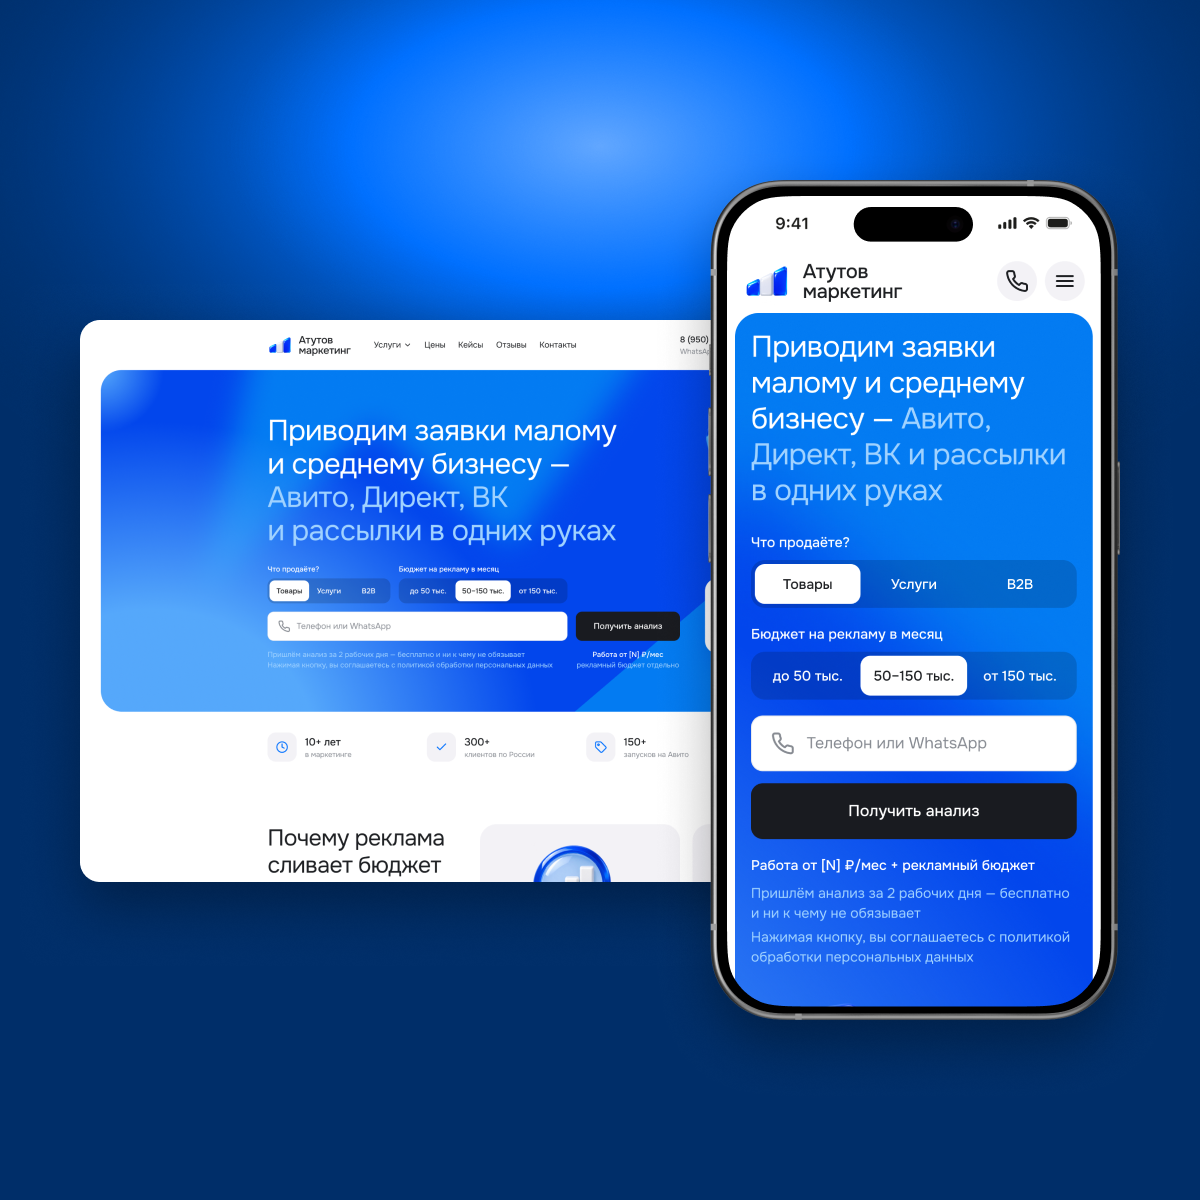 Атутов
маркетинг
Услуги
Цены
Кейсы
Отзывы
Контакты
8 (950)
Приводим заявки малому
и среднему бизнесу —
Авито, Директ, ВК
и рассылки в одних руках
Что продаёте?
Бюджет на рекламу в месяц
Товары
Услуги
B2B
до 50 тыс.
50–150 тыс.
от 150 тыс.
Телефон или WhatsApp
Получить анализ
Пришлём анализ за 2 рабочих дня — бесплатно и ни к чему не обязывает
Нажимая кнопку, вы соглашаетесь с политикой обработки персональных данных
Работа от [N] ₽/мес
рекламный бюджет отдельно
10+ лет
в маркетинге
300+
клиентов по России
150+
запусков на Авито
Почему реклама
сливает бюджет
9:41
Атутов
маркетинг
Приводим заявки
малому и среднему
бизнесу — Авито,
Директ, ВК и рассылки
в одних руках
Что продаёте?
Товары
Услуги
B2B
Бюджет на рекламу в месяц
до 50 тыс.
50–150 тыс.
от 150 тыс.
Телефон или WhatsApp
Получить анализ
Работа от [N] ₽/мес + рекламный бюджет
Пришлём анализ за 2 рабочих дня — бесплатно
и ни к чему не обязывает
Нажимая кнопку, вы соглашаетесь с политикой
обработки персональных данных